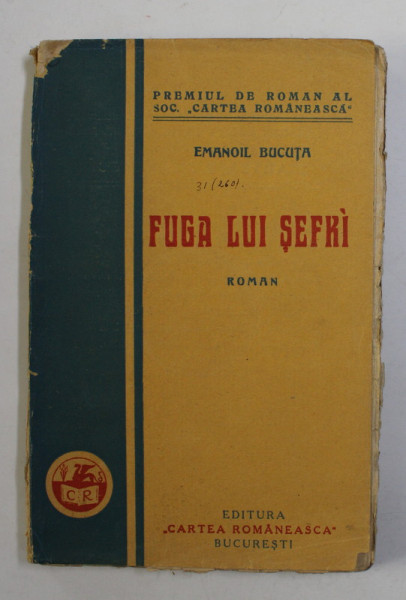 PREMIUL DE ROMAN AL
SOC. „CARTEA ROMÂNEASCĂ"
EMANOIL BUCUȚA
31 (260).
FUGA LUI ȘEFKÌ
ROMAN
CR
EDITURA
„CARTEA ROMÂNEASCA"
BUCUREȘTI